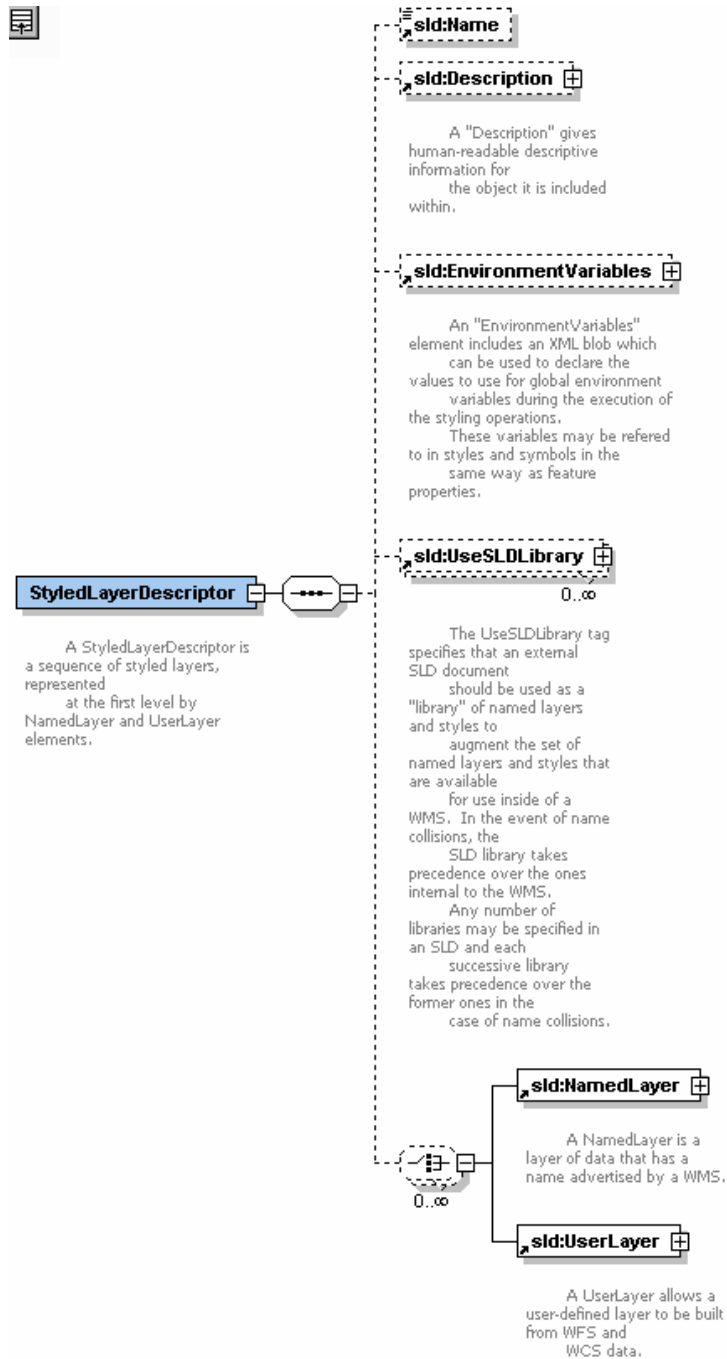 sld:Name
sld:Description
A "Description" gives
human-readable descriptive
information for
the object it is included
within.
sld:EnvironmentVariables
An "EnvironmentVariables"
element includes an XML blob which
can be used to declare the
values to use for global environment
variables during the execution of
the styling operations.
These variables may be refered
to in styles and symbols in the
same way as feature
properties.
sld:UseSLDLibrary
0..∞
StyledLayerDescriptor
A StyledLayerDescriptor is
a sequence of styled layers,
represented
at the first level by
NamedLayer and UserLayer
elements.
The UseSLDLibrary tag
specifies that an external
SLD document
should be used as a
"library" of named layers
and styles to
augment the set of
named layers and styles that
are available
for use inside of a
WMS.  In the event of name
collisions, the
SLD library takes
precedence over the ones
internal to the WMS.
Any number of
libraries may be specified in
an SLD and each
successive library
takes precedence over the
former ones in the
case of name collisions.
sld:NamedLayer
A NamedLayer is a
layer of data that has a
name advertised by a WMS.
0..∞
sld:UserLayer
A UserLayer allows a
user-defined layer to be built
from WFS and
WCS data.